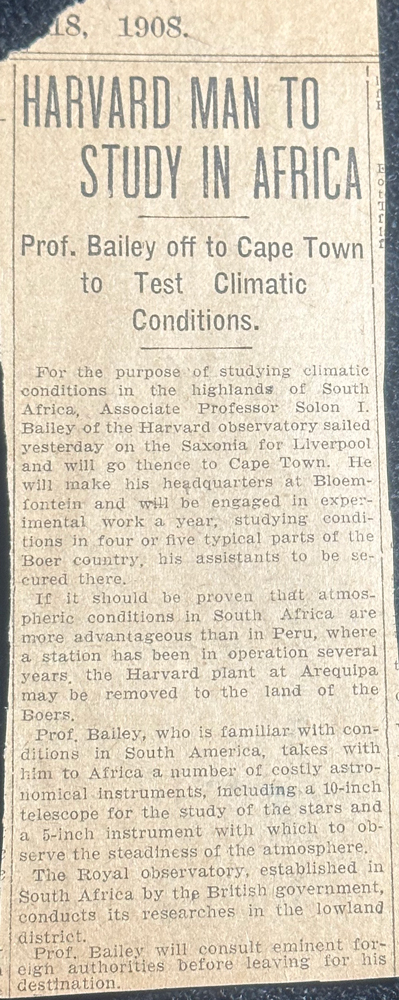 18, 1908.
HARVARD MAN TO
STUDY IN AFRICA
Prof. Bailey off to Cape Town
to Test Climatic
Conditions.
For the purpose of studying climatic
conditions in the highlands of South
Africa, Associate Professor Solon I.
Bailey of the Harvard observatory sailed
yesterday on the Saxonia for Liverpool
and will go thence to Cape Town. He
will make his headquarters at Bloem-
fontein and will be engaged in exper-
imental work a year, studying condi-
tions in four or five typical parts of the
Boer country, his assistants to be se-
cured there.
If it should be proven that atmos-
pheric conditions in South Africa are
more advantageous than in Peru, where
a station has been in operation several
years, the Harvard plant at Arequipa
may be removed to the land of the
Boers.
Prof. Bailey, who is familiar with con-
ditions in South America, takes with
him to Africa a number of costly astro-
nomical instruments, including a 10-inch
telescope for the study of the stars and
a 5-inch instrument with which to ob-
serve the steadiness of the atmosphere.
The Royal observatory, established in
South Africa by the British government,
conducts its researches in the lowland
district.
Prof. Bailey will consult eminent for-
eign authorities before leaving for his
destination.